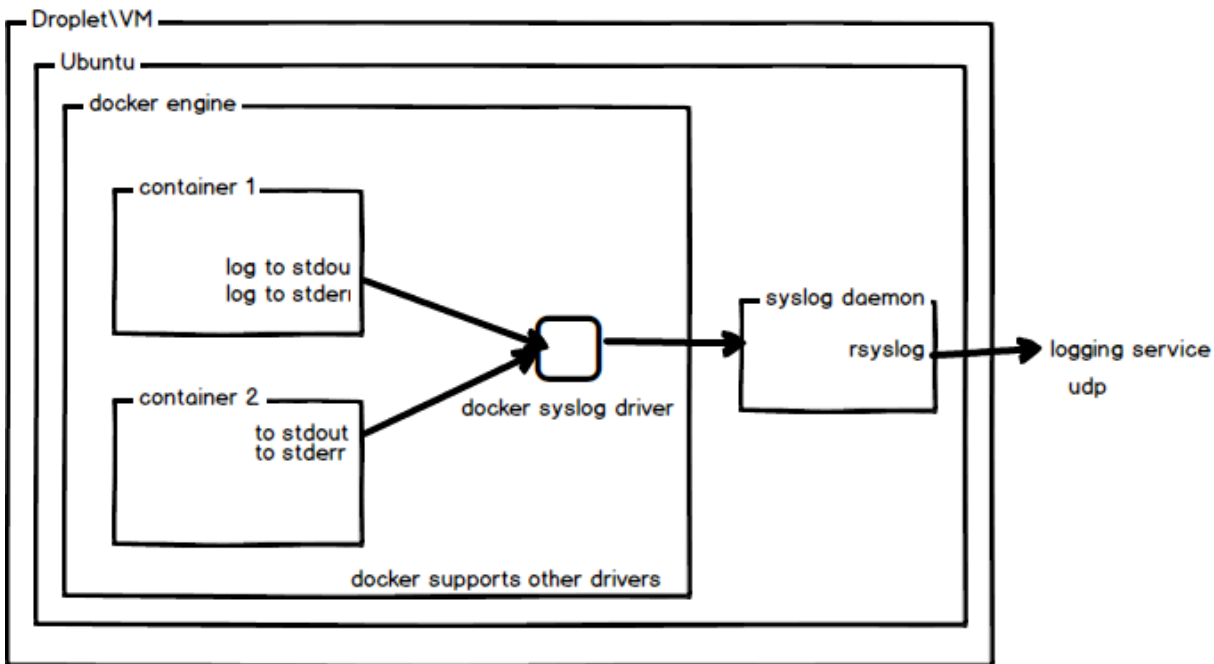 Droplet\VM
Ubuntu
docker engine
container 1
log to stdou
log to stder
container 2
to stdout
to stderr
docker syslog driver
docker supports other drivers
syslog daemon
rsyslog
logging service
udp